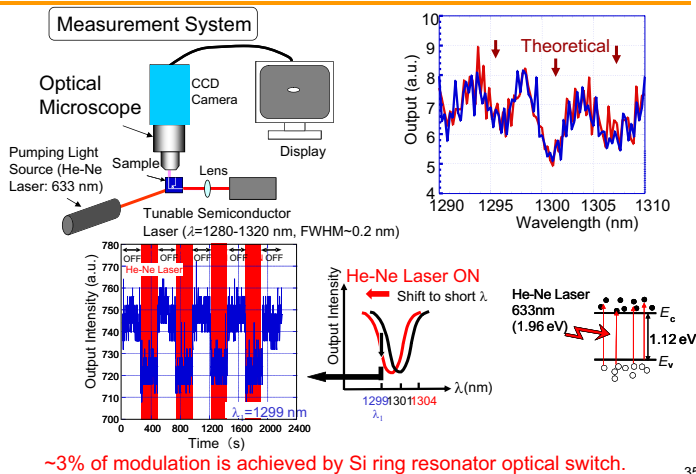 Measurement System
Optical
Microscope
CCD
Camera
Display
Pumping Light
Source (He-Ne
Laser: 633 nm)
Sample
Lens
Tunable Semiconductor
Laser (λ=1280-1320 nm, FWHM~0.2 nm)
Theoretical
Output (a.u.)
10
9
8
7
6
5
4
1290 1295 1300 1305 1310
Wavelength (nm)
Output Intensity (a.u.)
780
770
760
750
740
730
720
710
700
OFF OFF OFF OFF OFF
He-Ne Laser
λ1=1299 nm
0 400 800 1200 1600 2000 2400
Time (s)
He-Ne Laser ON
Shift to short λ
Output Intensity
λ(nm)
1299 1301 1304
λ1
He-Ne Laser
633nm
(1.96 eV)
Ec
1.12 eV
Ev
~3% of modulation is achieved by Si ring resonator optical switch.